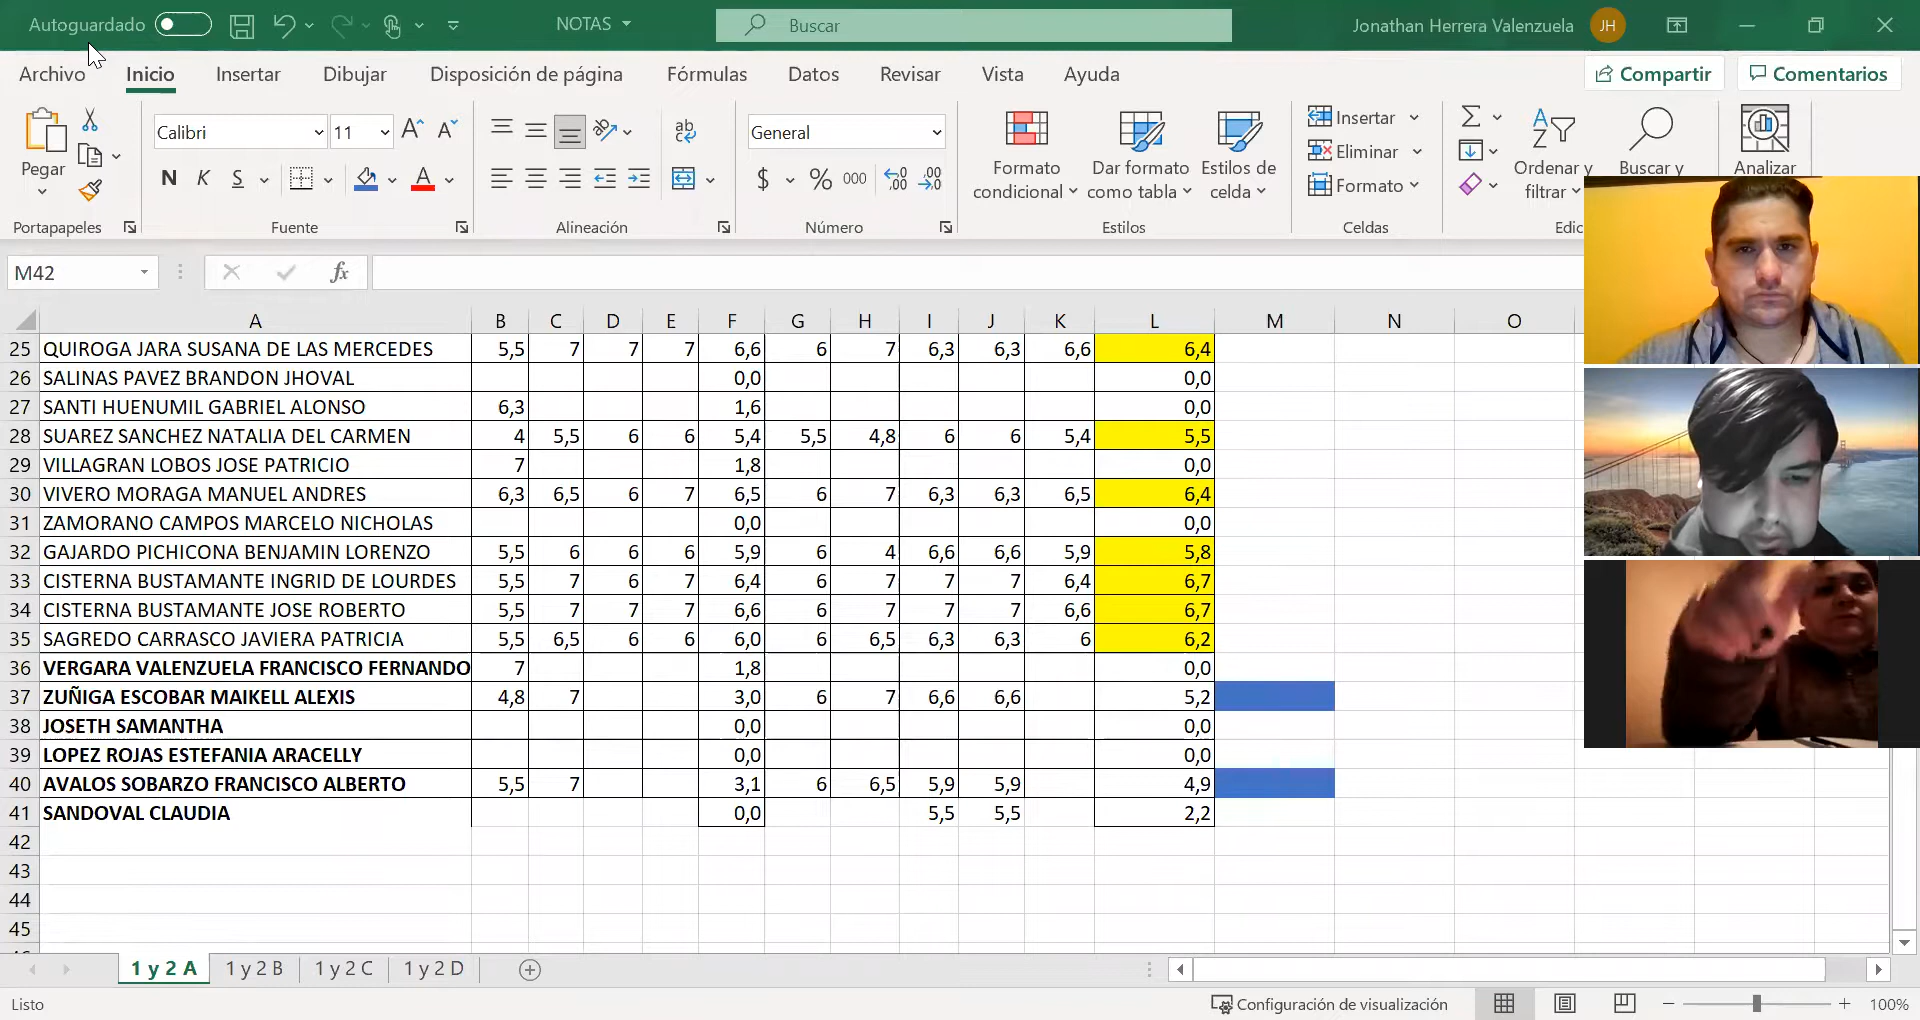 Autoguardado NOTAS Buscar Jonathan Herrera Valenzuela JH
Archivo Inicio Insertar Dibujar Disposición de página Fórmulas Datos Revisar Vista Ayuda Compartir Comentarios
Pegar
Calibri 11
N K S
ab
General
$ % 000
Formato condicional
Dar formato como tabla
Estilos de celda
Insertar
Eliminar
Formato
Ordenar y filtrar
Buscar y
Analizar
Portapapeles Fuente Alineación Número Estilos Celdas Edic
M42 fx
A B C D E F G H I J K L M N O
25 QUIROGA JARA SUSANA DE LAS MERCEDES 5,5 7 7 7 6,6 6 7 6,3 6,3 6,6 6,4
26 SALINAS PAVEZ BRANDON JHOVAL 0,0 0,0
27 SANTI HUENUMIL GABRIEL ALONSO 6,3 1,6 0,0
28 SUAREZ SANCHEZ NATALIA DEL CARMEN 4 5,5 6 6 5,4 5,5 4,8 6 6 5,4 5,5
29 VILLAGRAN LOBOS JOSE PATRICIO 7 1,8 0,0
30 VIVERO MORAGA MANUEL ANDRES 6,3 6,5 6 7 6,5 6 7 6,3 6,3 6,5 6,4
31 ZAMORANO CAMPOS MARCELO NICHOLAS 0,0 0,0
32 GAJARDO PICHICONA BENJAMIN LORENZO 5,5 6 6 6 5,9 6 4 6,6 6,6 5,9 5,8
33 CISTERNA BUSTAMANTE INGRID DE LOURDES 5,5 7 6 7 6,4 6 7 7 7 6,4 6,7
34 CISTERNA BUSTAMANTE JOSE ROBERTO 5,5 7 7 7 6,6 6 7 7 7 6,6 6,7
35 SAGREDO CARRASCO JAVIERA PATRICIA 5,5 6,5 6 6 6,0 6 6,5 6,3 6,3 6 6,2
36 VERGARA VALENZUELA FRANCISCO FERNANDO 7 1,8 0,0
37 ZUÑIGA ESCOBAR MAIKELL ALEXIS 4,8 7 3,0 6 7 6,6 6,6 5,2
38 JOSETH SAMANTHA 0,0 0,0
39 LOPEZ ROJAS ESTEFANIA ARACELLY 0,0 0,0
40 AVALOS SOBARZO FRANCISCO ALBERTO 5,5 7 3,1 6 6,5 5,9 5,9 4,9
41 SANDOVAL CLAUDIA 0,0 5,5 5,5 2,2
42
43
44
45
1 y 2 A 1 y 2 B 1 y 2 C 1 y 2 D
Listo Configuración de visualización 100%